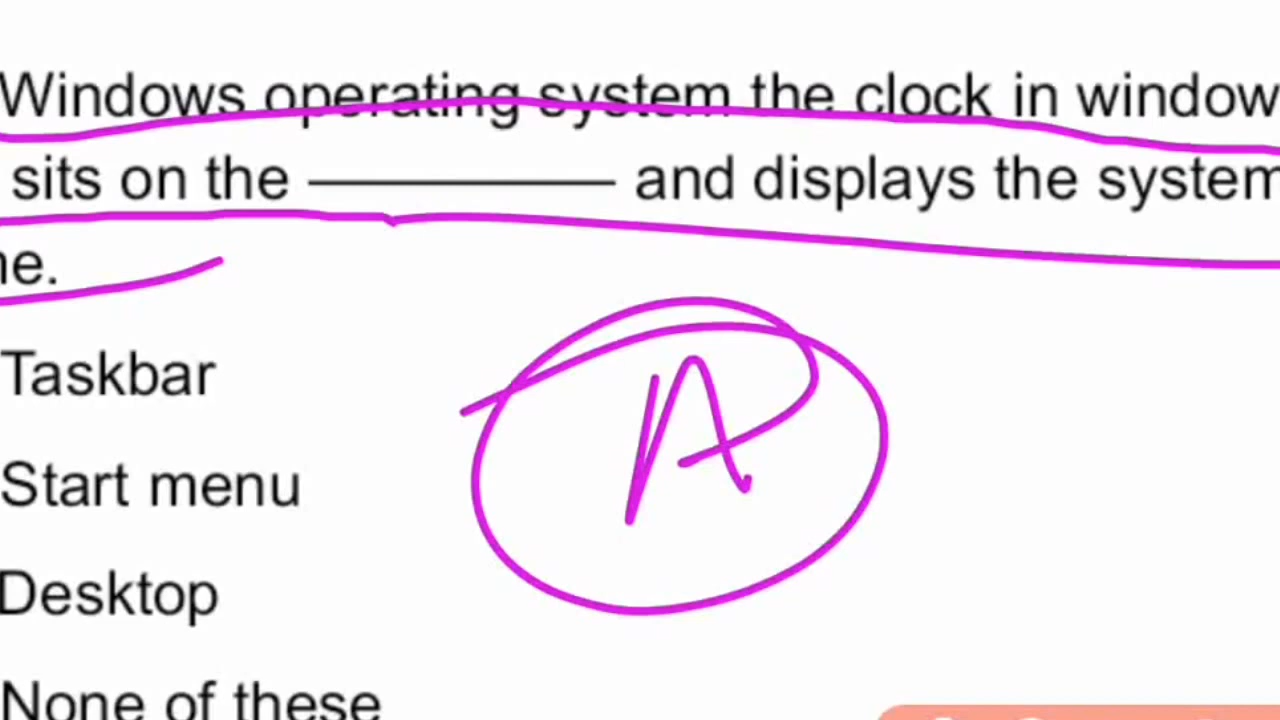 Windows operating system the clock in window
sits on the ————— and displays the system
me.
Taskbar
A
Start menu
Desktop
None of these